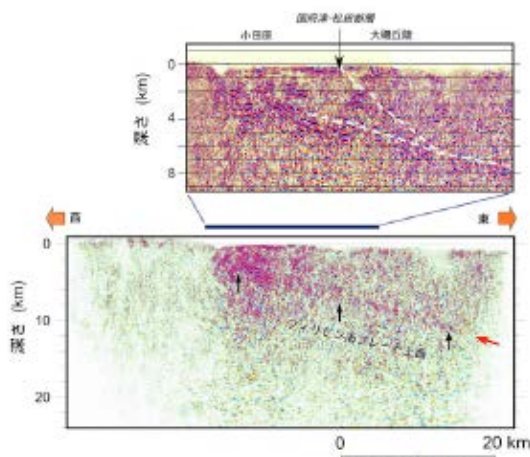 国府津-松田断層
小田原 大磯丘陵
深さ (km)
0
4
8
西 東
深さ (km)
0
10
20
フィリピン海プレート上面
0 20 km